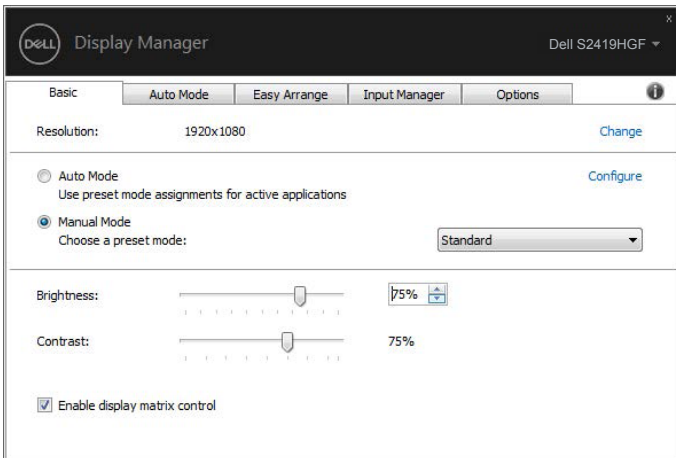 x
DELL Display Manager Dell S2419HGF
Basic Auto Mode Easy Arrange Input Manager Options
Resolution: 1920x1080 Change
Auto Mode Configure
Use preset mode assignments for active applications
Manual Mode
Choose a preset mode: Standard
Brightness: 75%
Contrast: 75%
Enable display matrix control